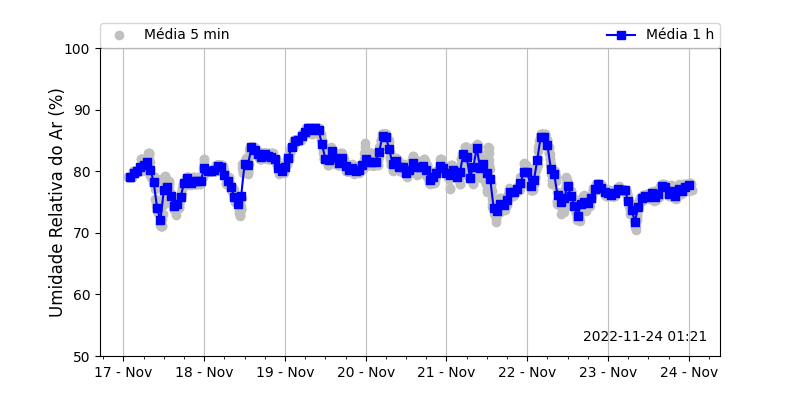 Média 5 min
Média 1 h
Umidade Relativa do Ar (%)
100
90
80
70
60
50
2022-11-24 01:21
17 - Nov
18 - Nov
19 - Nov
20 - Nov
21 - Nov
22 - Nov
23 - Nov
24 - Nov